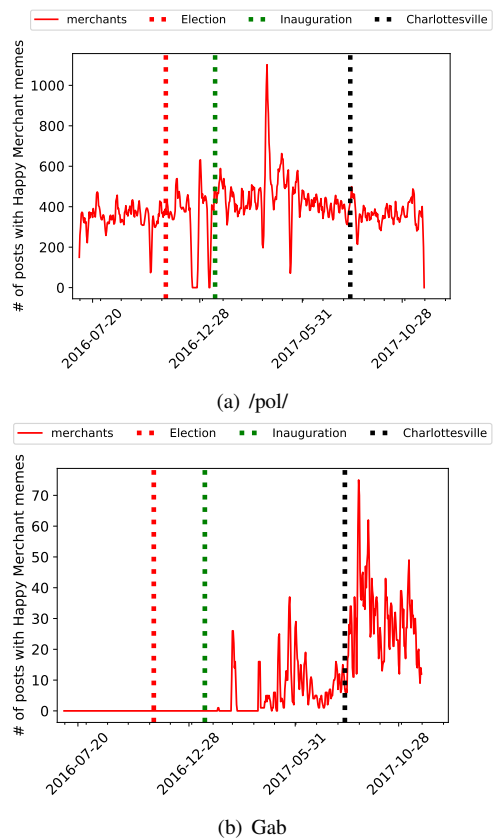 merchants Election Inauguration Charlottesville
# of posts with Happy Merchant memes
1000
800
600
400
200
0
2016-07-20 2016-12-28 2017-05-31 2017-10-28
(a) /pol/
merchants Election Inauguration Charlottesville
# of posts with Happy Merchant memes
70
60
50
40
30
20
10
0
2016-07-20 2016-12-28 2017-05-31 2017-10-28
(b) Gab